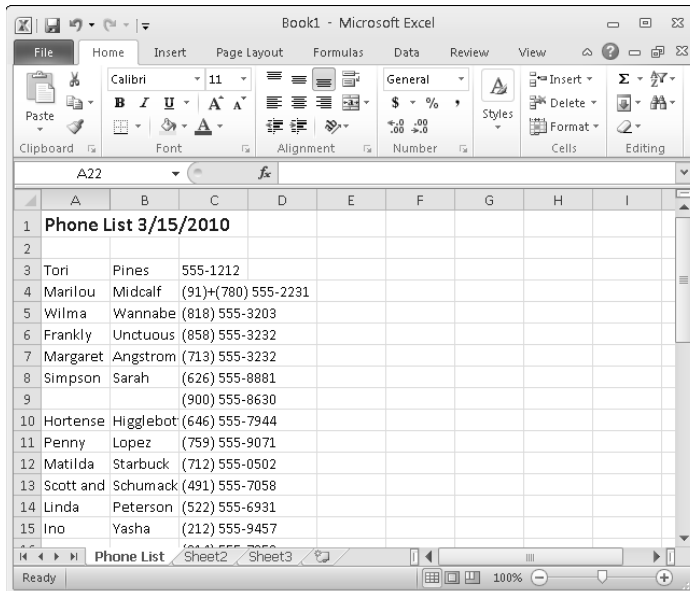 Book1 - Microsoft Excel
File Home Insert Page Layout Formulas Data Review View
Calibri 11 General Insert
B I U A A $ % , Delete
Paste A .00 .00 Styles Format
Clipboard Font Alignment Number Cells Editing
A22 fx
A B C D E F G H I
1 Phone List 3/15/2010
2
3 Tori Pines 555-1212
4 Marilou Midcalf (91)+(780) 555-2231
5 Wilma Wannabe (818) 555-3203
6 Frankly Unctuous (858) 555-3232
7 Margaret Angstrom (713) 555-3232
8 Simpson Sarah (626) 555-8881
9 (900) 555-8630
10 Hortense Higglebot (646) 555-7944
11 Penny Lopez (759) 555-9071
12 Matilda Starbuck (712) 555-0502
13 Scott and Schumack (491) 555-7058
14 Linda Peterson (522) 555-6931
15 Ino Yasha (212) 555-9457
Phone List Sheet2 Sheet3
Ready 100%